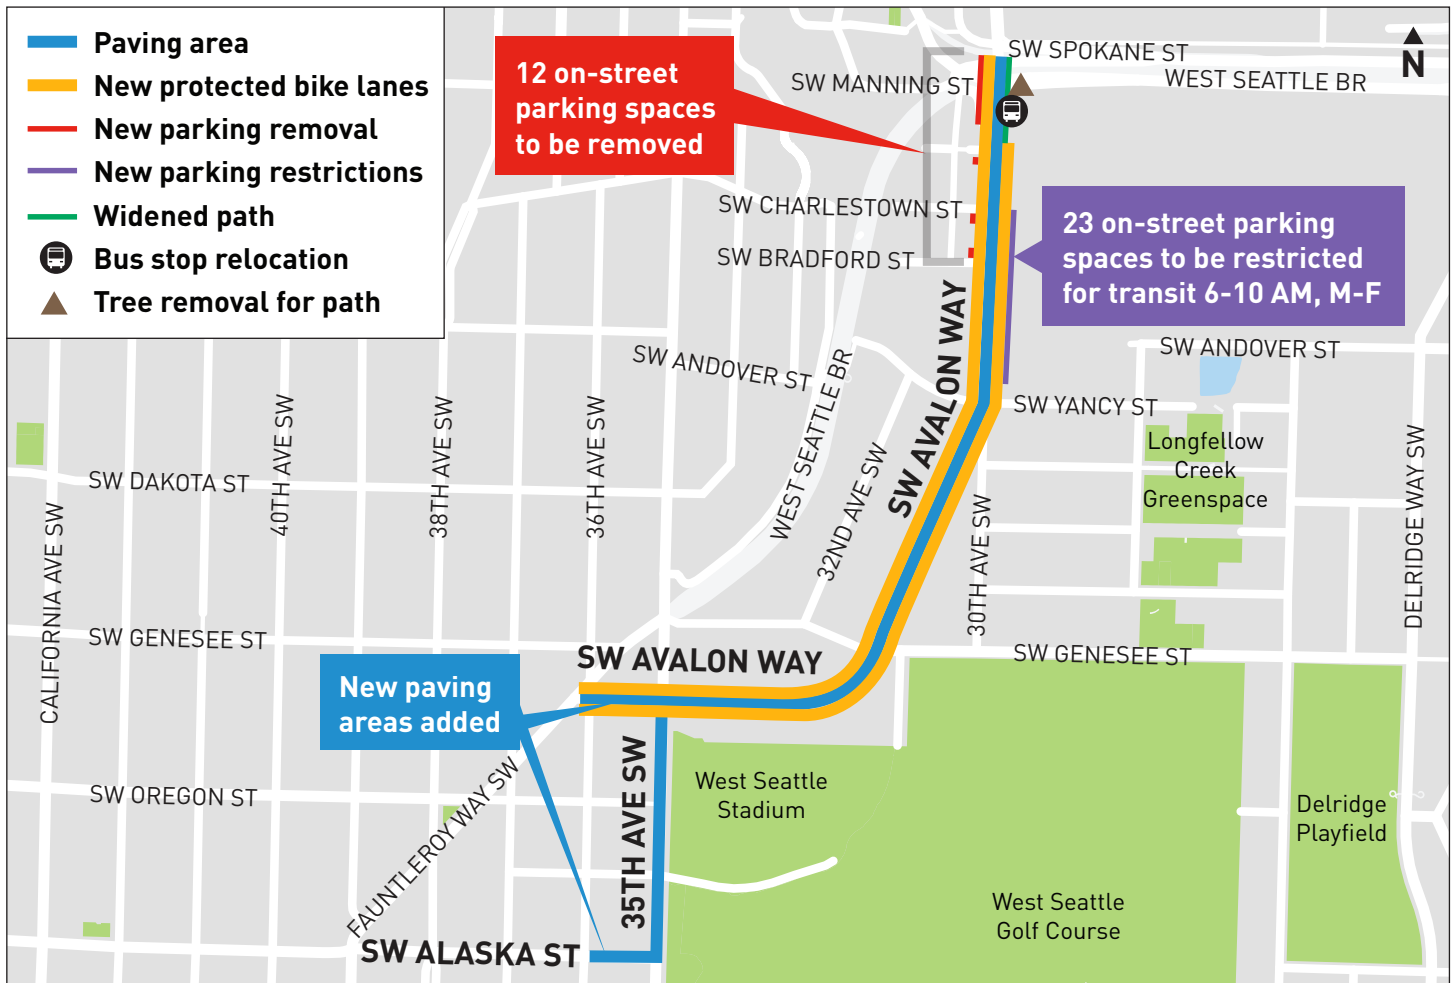 Paving area
New protected bike lanes
New parking removal
New parking restrictions
Widened path
Bus stop relocation
Tree removal for path
12 on-street
parking spaces
to be removed
SW SPOKANE ST
N
SW MANNING ST
WEST SEATTLE BR
SW CHARLESTOWN ST
23 on-street parking
spaces to be restricted
for transit 6-10 AM, M-F
SW BRADFORD ST
SW AVALON WAY
SW ANDOVER ST
SW ANDOVER ST
WEST SEATTLE BR
SW AVALON WAY
SW YANCY ST
40TH AVE SW
38TH AVE SW
36TH AVE SW
32ND AVE SW
Longfellow
Creek
Greenspace
SW DAKOTA ST
CALIFORNIA AVE SW
30TH AVE SW
DELRIDGE WAY SW
SW GENESEE ST
SW AVALON WAY
SW GENESEE ST
New paving
areas added
35TH AVE SW
West Seattle
Stadium
SW OREGON ST
FAUNTLEROY WAY SW
Delridge
Playfield
West Seattle
Golf Course
SW ALASKA ST